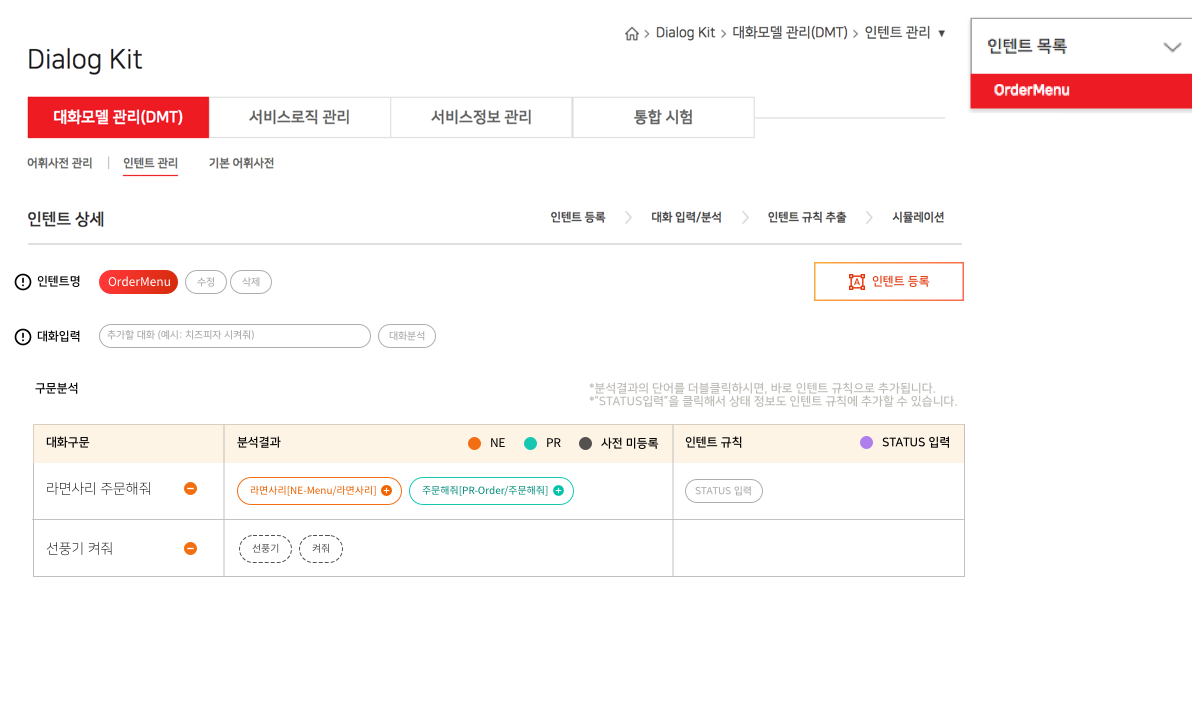 Dialog Kit > 대화모델 관리(DMT) > 인텐트 관리 ▼
Dialog Kit
인텐트 목록
OrderMenu
대화모델 관리(DMT) 서비스로직 관리 서비스정보 관리 통합 시험
어휘사전 관리 | 인텐트 관리 기본 어휘사전
인텐트 상세 인텐트 등록 > 대화 입력/분석 > 인텐트 규칙 추출 > 시뮬레이션
인텐트명 OrderMenu 수정 삭제 인텐트 등록
대화입력 추가할 대화 (예시: 치즈피자 시켜줘) 대화분석
구문분석
*분석결과의 단어를 더블클릭하시면, 바로 인텐트 규칙으로 추가됩니다.
*"STATUS입력"을 클릭해서 상태 정보도 인텐트 규칙에 추가할 수 있습니다.
대화구문 분석결과 NE PR 사전 미등록 인텐트 규칙 STATUS 입력
라면사리 주문해줘 라면사리[NE-Menu/라면사리] 주문해줘[PR-Order/주문해줘] STATUS 입력
선풍기 켜줘 선풍기 켜줘